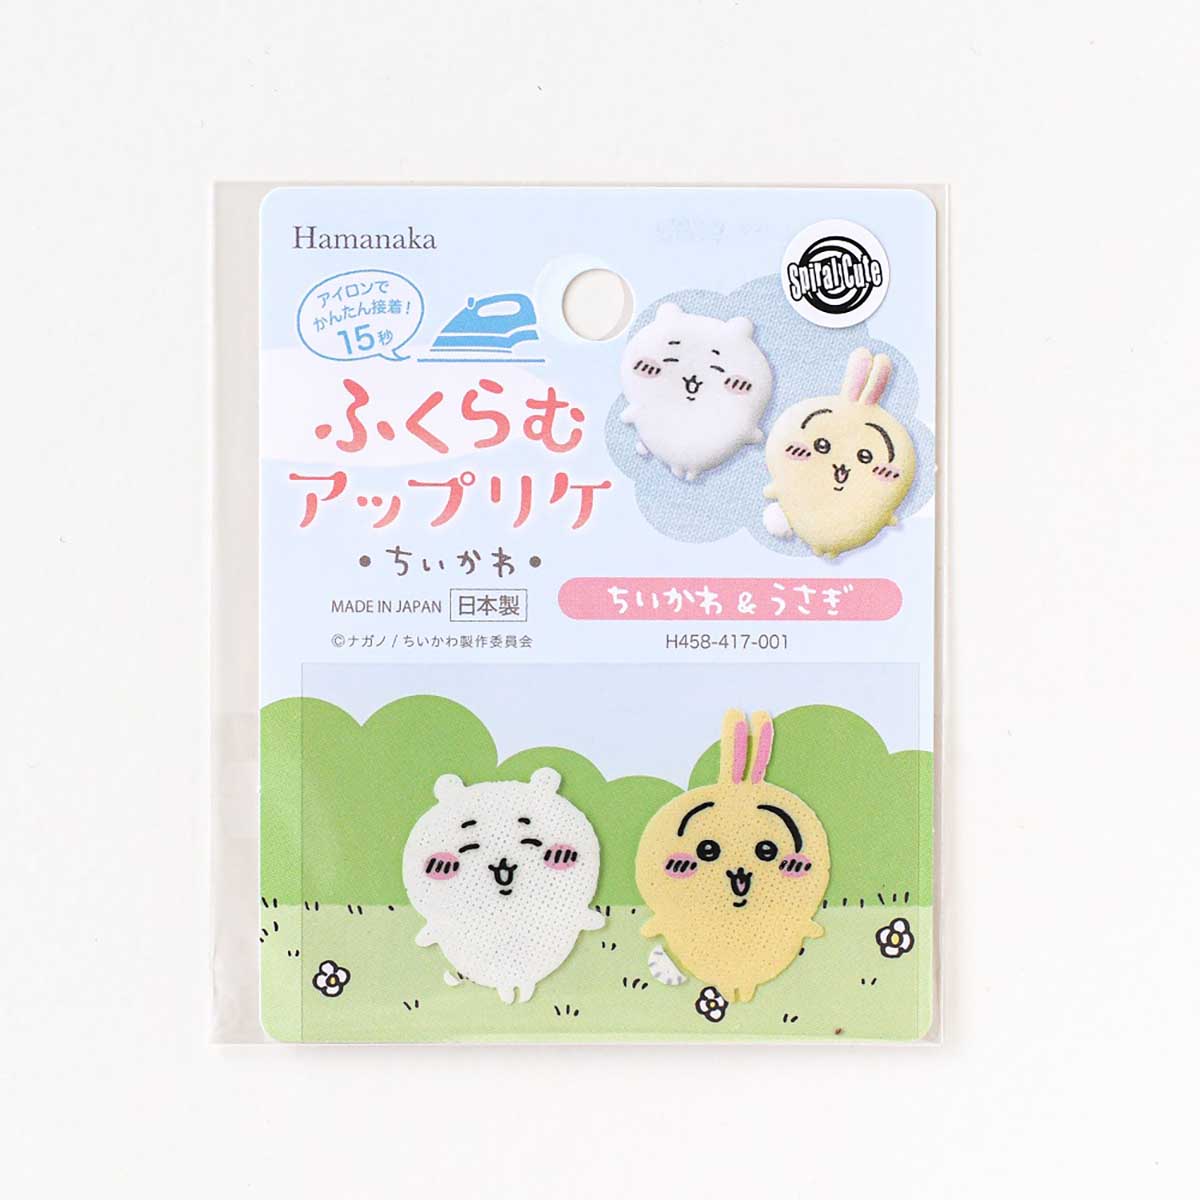 Hamanaka
Spiral Cute
アイロンで
かんたん接着!
15秒
ふくらむ
アップリケ
•ちいかわ•
MADE IN JAPAN 日本製
ちいかわ & うさぎ
©ナガノ / ちいかわ製作委員会
H458-417-001